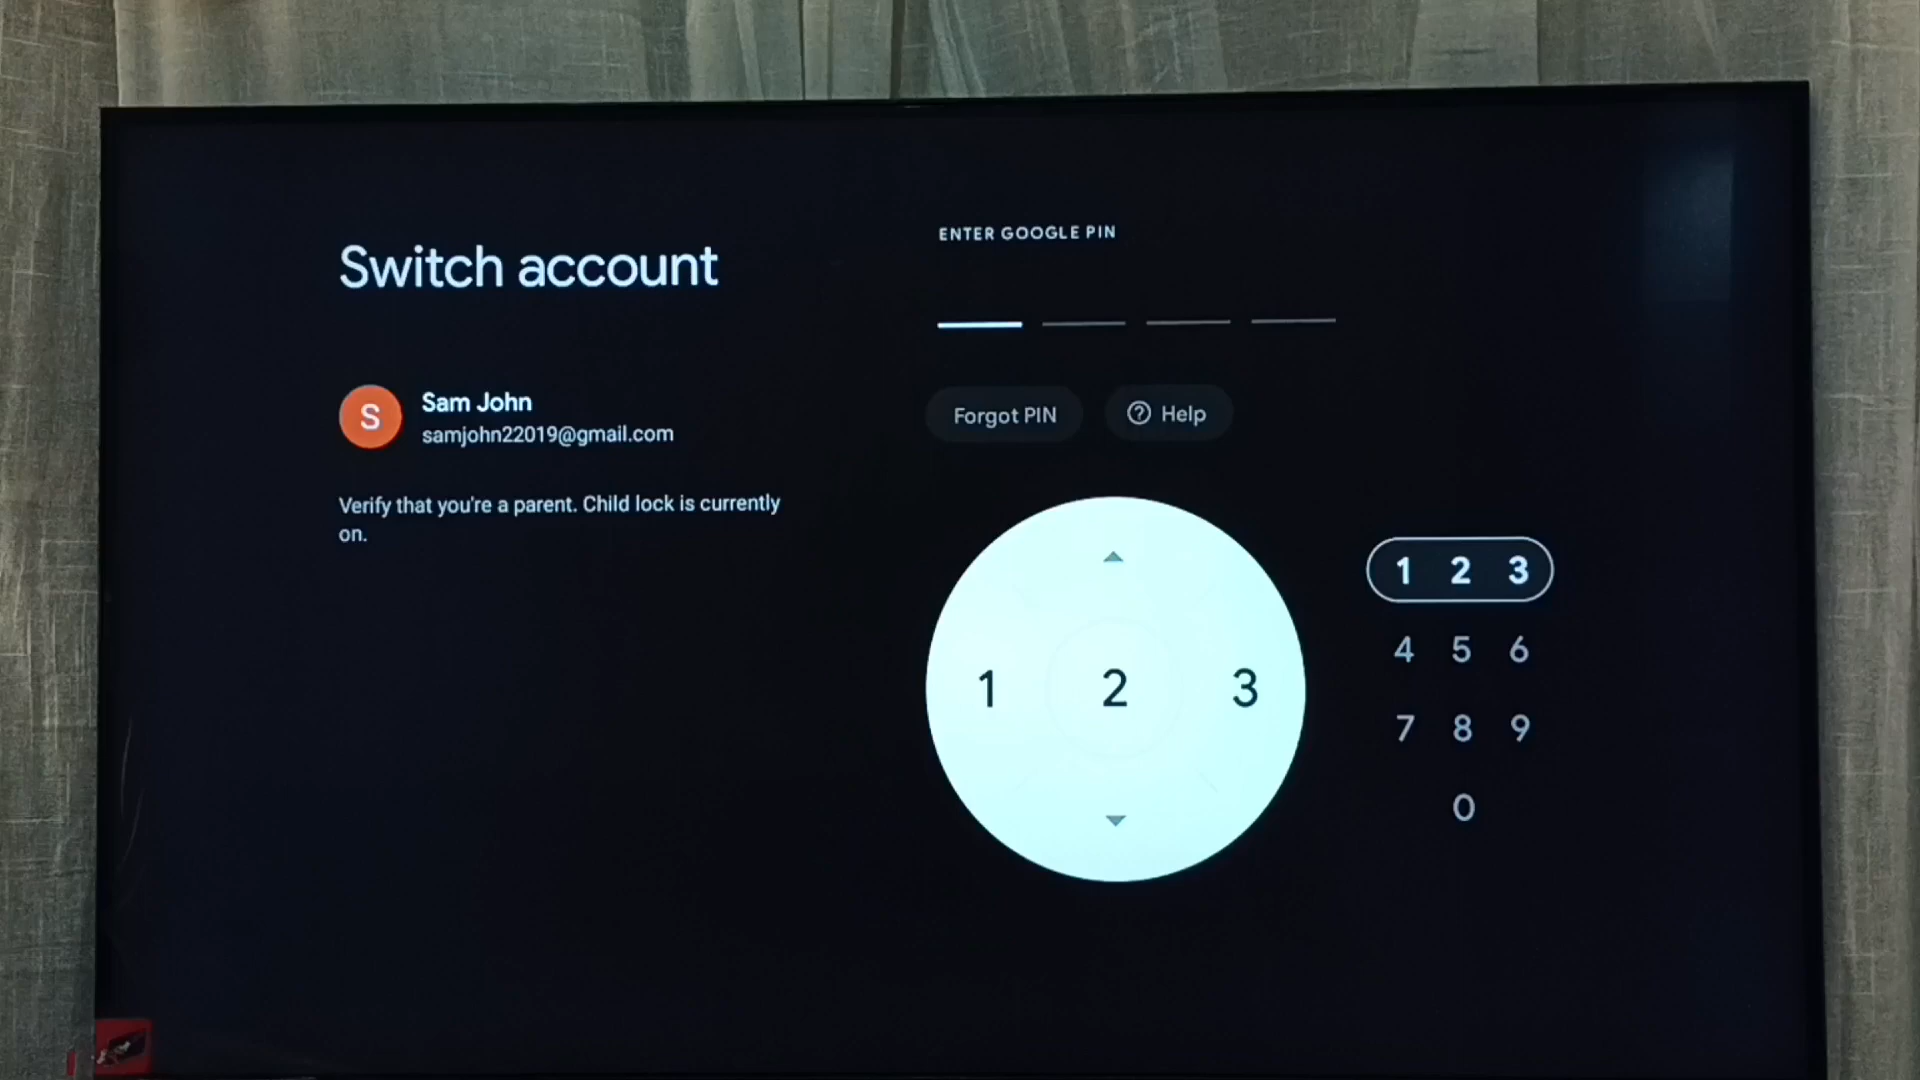 Switch account
S
Sam John
samjohn22019@gmail.com
Verify that you're a parent. Child lock is currently
on.
ENTER GOOGLE PIN
Forgot PIN
? Help
1 2 3
1 2 3
4 5 6
7 8 9
0